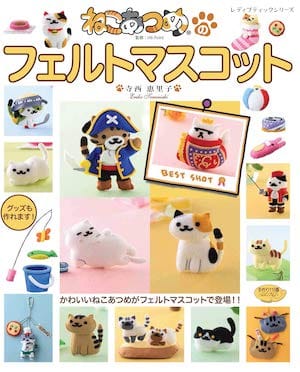 レディブティックシリーズ
ねこあつめの
監修:Hit-Point
フェルトマスコット
寺西 恵里子
Eriko Teranishi
BEST SHOT
グッズも
作れます!
かわいいねこあつめがフェルトマスコットで登場!!